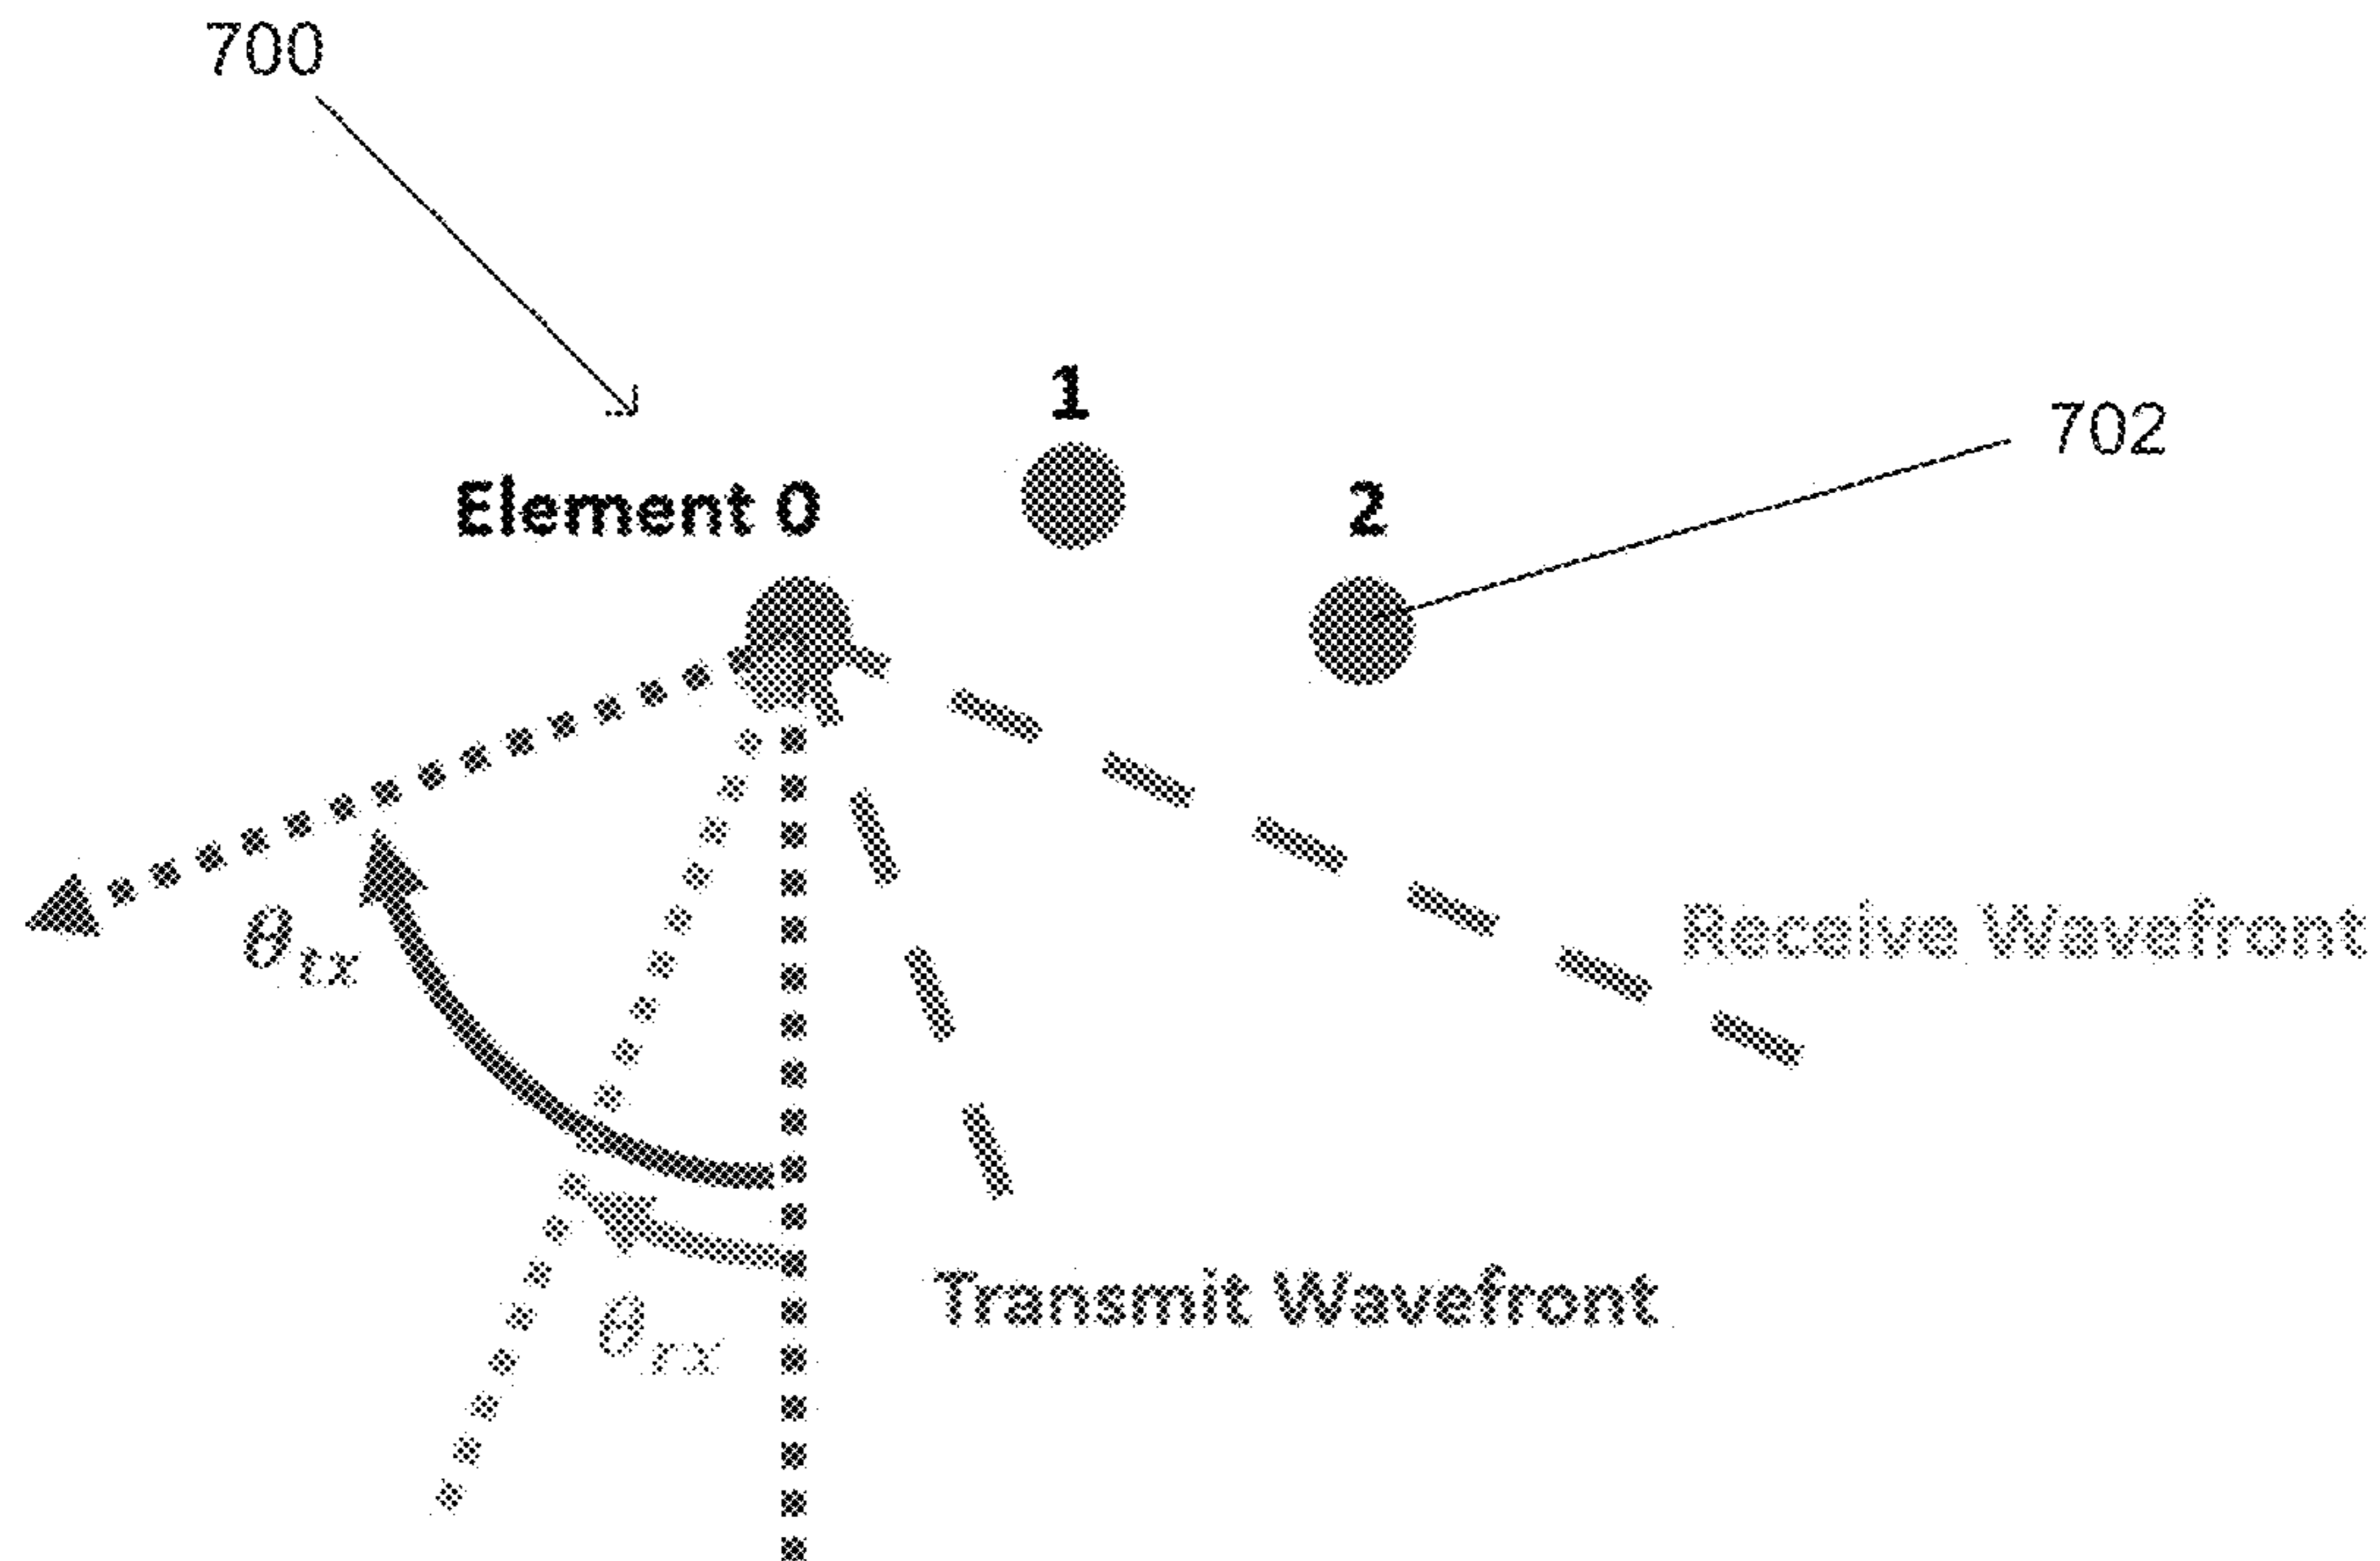 700
1
702
Element 0
2
Receive Wavefront
θtx
Transmit Wavefront
θrx